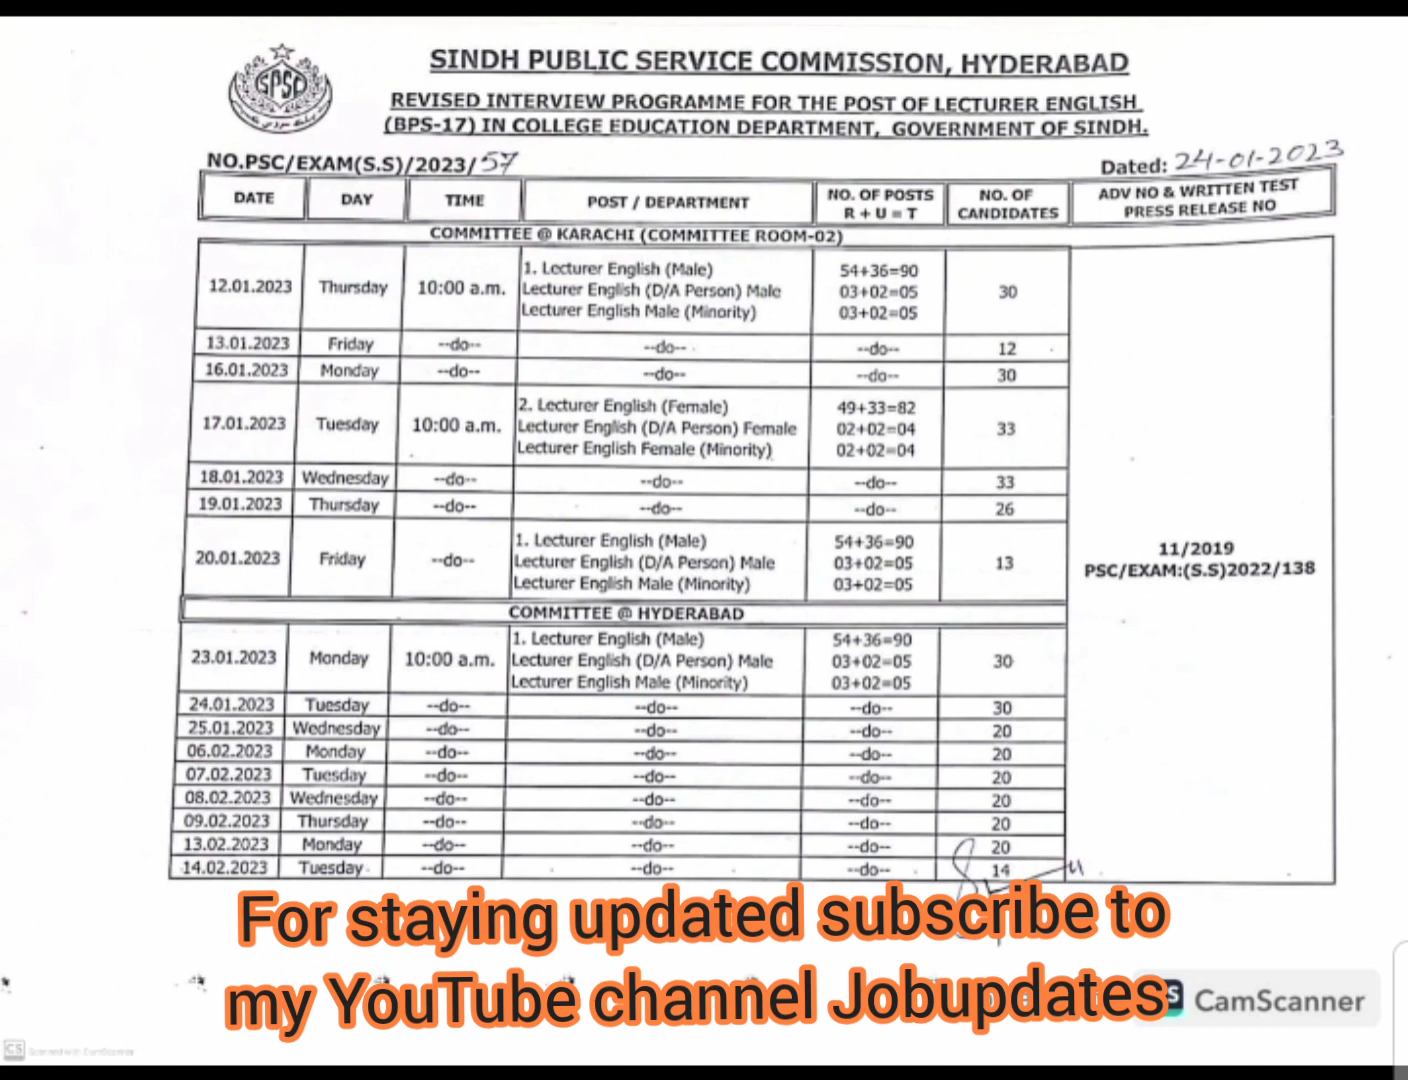 SPSC
SINDH PUBLIC SERVICE COMMISSION, HYDERABAD
REVISED INTERVIEW PROGRAMME FOR THE POST OF LECTURER ENGLISH
(BPS-17) IN COLLEGE EDUCATION DEPARTMENT, GOVERNMENT OF SINDH.
NO.PSC/EXAM(S.S)/2023/57 Dated: 24-01-2023
DATE DAY TIME POST / DEPARTMENT NO. OF POSTS R + U = T NO. OF CANDIDATES ADV NO & WRITTEN TEST PRESS RELEASE NO
COMMITTEE @ KARACHI (COMMITTEE ROOM-02)
12.01.2023 Thursday 10:00 a.m. 1. Lecturer English (Male) 54+36=90 30
Lecturer English (D/A Person) Male 03+02=05
Lecturer English Male (Minority) 03+02=05
13.01.2023 Friday --do-- --do-- --do-- 12
16.01.2023 Monday --do-- --do-- --do-- 30
17.01.2023 Tuesday 10:00 a.m. 2. Lecturer English (Female) 49+33=82 33
Lecturer English (D/A Person) Female 02+02=04
Lecturer English Female (Minority) 02+02=04
18.01.2023 Wednesday --do-- --do-- --do-- 33
19.01.2023 Thursday --do-- --do-- --do-- 26
20.01.2023 Friday --do-- 1. Lecturer English (Male) 54+36=90 13
Lecturer English (D/A Person) Male 03+02=05
Lecturer English Male (Minority) 03+02=05
11/2019
PSC/EXAM:(S.S)2022/138
COMMITTEE @ HYDERABAD
23.01.2023 Monday 10:00 a.m. 1. Lecturer English (Male) 54+36=90 30
Lecturer English (D/A Person) Male 03+02=05
Lecturer English Male (Minority) 03+02=05
24.01.2023 Tuesday --do-- --do-- --do-- 30
25.01.2023 Wednesday --do-- --do-- --do-- 20
06.02.2023 Monday --do-- --do-- --do-- 20
07.02.2023 Tuesday --do-- --do-- --do-- 20
08.02.2023 Wednesday --do-- --do-- --do-- 20
09.02.2023 Thursday --do-- --do-- --do-- 20
13.02.2023 Monday --do-- --do-- --do-- 20
14.02.2023 Tuesday --do-- --do-- --do-- 14
For staying updated subscribe to
my YouTube channel Jobupdates
CamScanner
CS Scanned with CamScanner